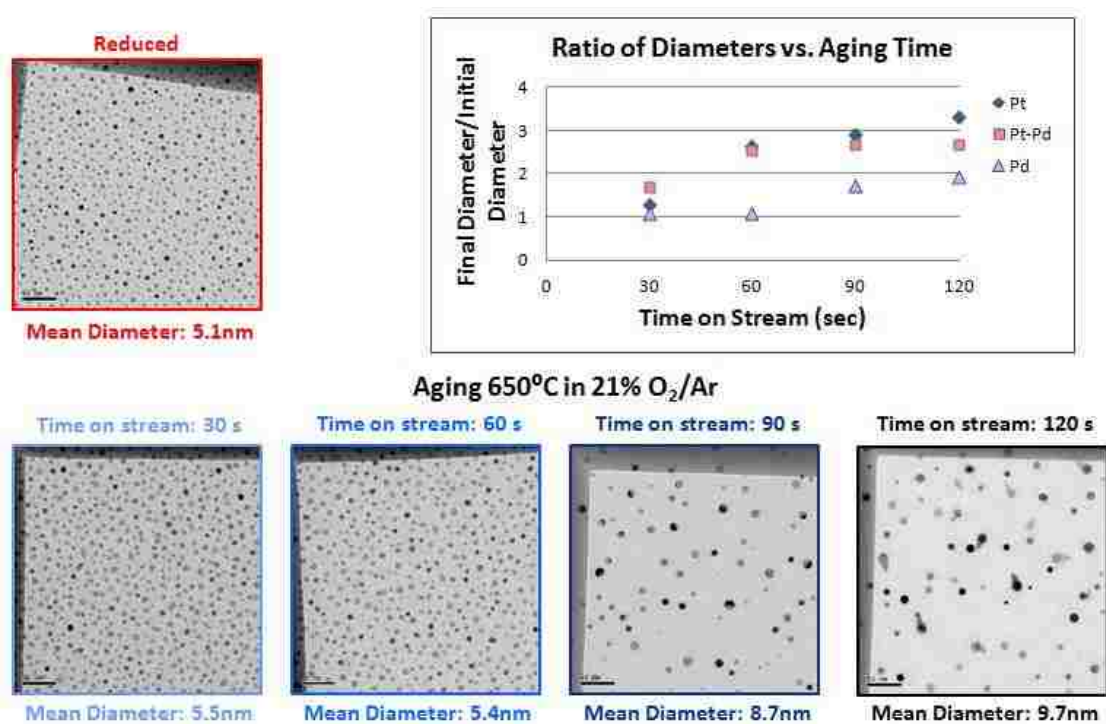 Reduced
Mean Diameter: 5.1nm
Ratio of Diameters vs. Aging Time
Final Diameter/Initial
Diameter
4
3
2
1
0
0 30 60 90 120
Time on Stream (sec)
Pt
Pt-Pd
Pd
Aging 650⁰C in 21% O₂/Ar
Time on stream: 30 s
Time on stream: 60 s
Time on stream: 90 s
Time on stream: 120 s
Mean Diameter: 5.5nm
Mean Diameter: 5.4nm
Mean Diameter: 8.7nm
Mean Diameter: 9.7nm